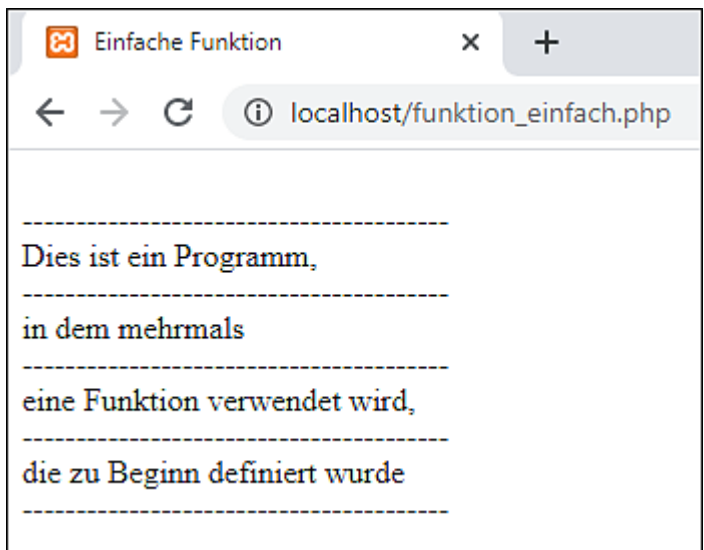 Einfache Funktion
localhost/funktion_einfach.php
----------------------------------------
Dies ist ein Programm,
----------------------------------------
in dem mehrmals
----------------------------------------
eine Funktion verwendet wird,
----------------------------------------
die zu Beginn definiert wurde
----------------------------------------